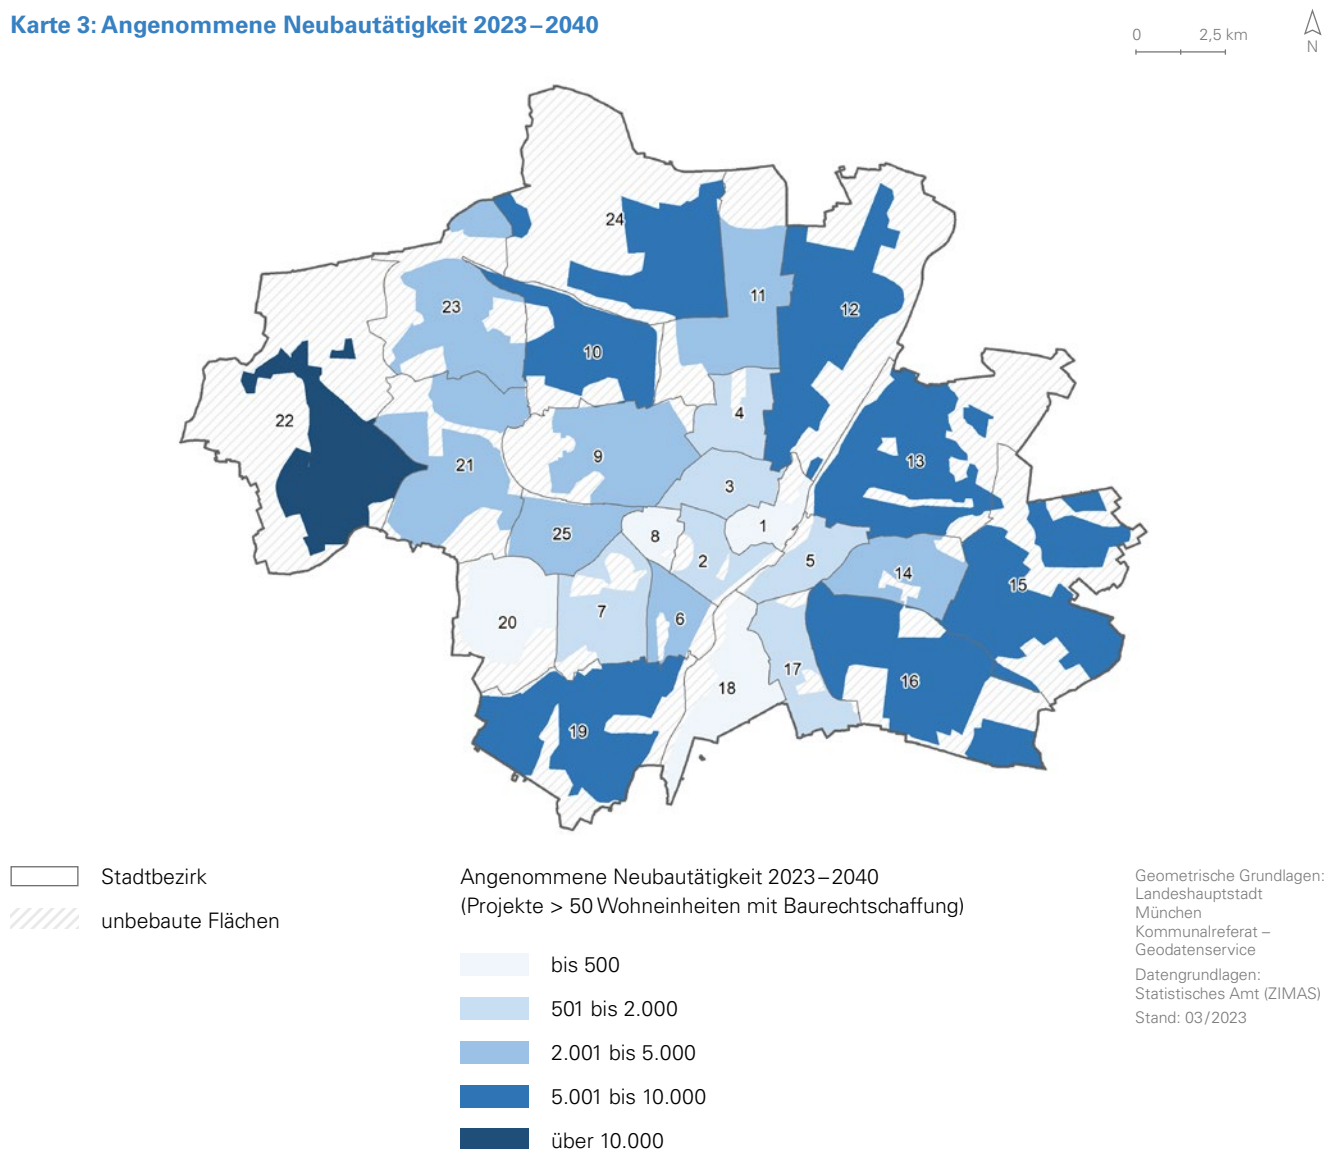 Karte 3: Angenommene Neubautätigkeit 2023–2040
0 2,5 km
N
24
23
11
12
10
22
4
21
9
13
3
25
8
1
2
5
14
15
20
7
6
17
18
16
19
Stadtbezirk
unbebaute Flächen
Angenommene Neubautätigkeit 2023–2040
(Projekte > 50 Wohneinheiten mit Baurechtschaffung)
bis 500
501 bis 2.000
2.001 bis 5.000
5.001 bis 10.000
über 10.000
Geometrische Grundlagen:
Landeshauptstadt
München
Kommunalreferat –
Geodatenservice
Datengrundlagen:
Statistisches Amt (ZIMAS)
Stand: 03/2023